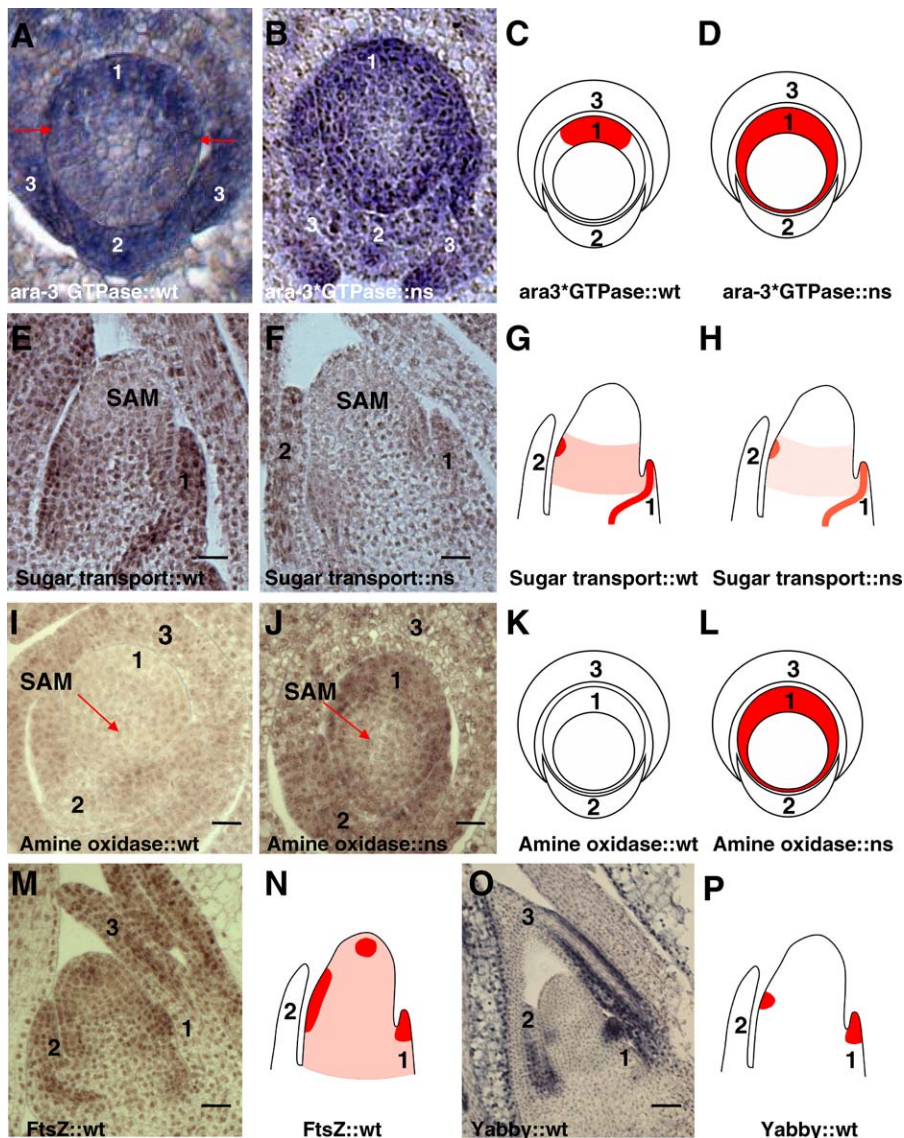 A
1
3
3
2
ara-3*GTPase::wt
B
1
3
2
3
ara-3*GTPase::ns
C
3
1
2
ara3*GTPase::wt
D
3
1
2
ara-3*GTPase::ns
E
SAM
1
Sugar transport::wt
F
SAM
2
1
Sugar transport::ns
G
2
1
Sugar transport::wt
H
2
1
Sugar transport::ns
I
3
1
SAM
2
Amine oxidase::wt
J
3
1
SAM
2
Amine oxidase::ns
K
3
1
2
Amine oxidase::wt
L
3
1
2
Amine oxidase::ns
M
3
1
2
FtsZ::wt
N
2
1
FtsZ::wt
O
3
2
1
Yabby::wt
P
2
1
Yabby::wt